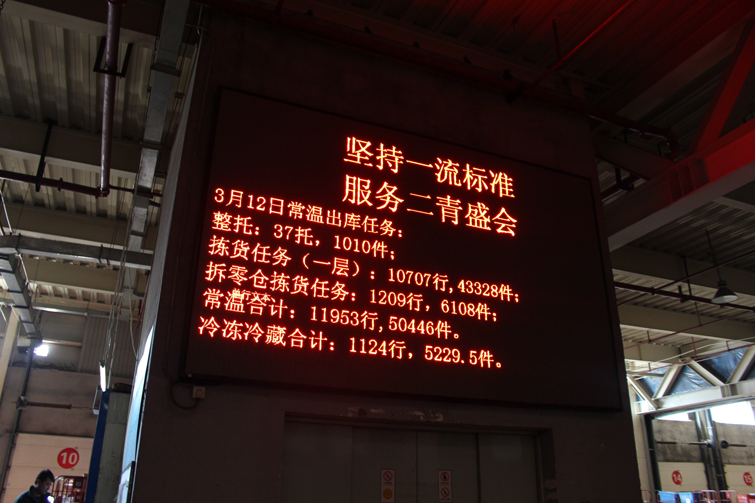 坚持一流标准
服务二青盛会
3月12日常温出库任务：
整托：37托，1010件；
拣货任务（一层）：10707行,43328件；
拆零仓拣货任务：1209行，6108件；
常温合计：11953行,50446件。
冷冻冷藏合计：1124行，5229.5件。
10
14